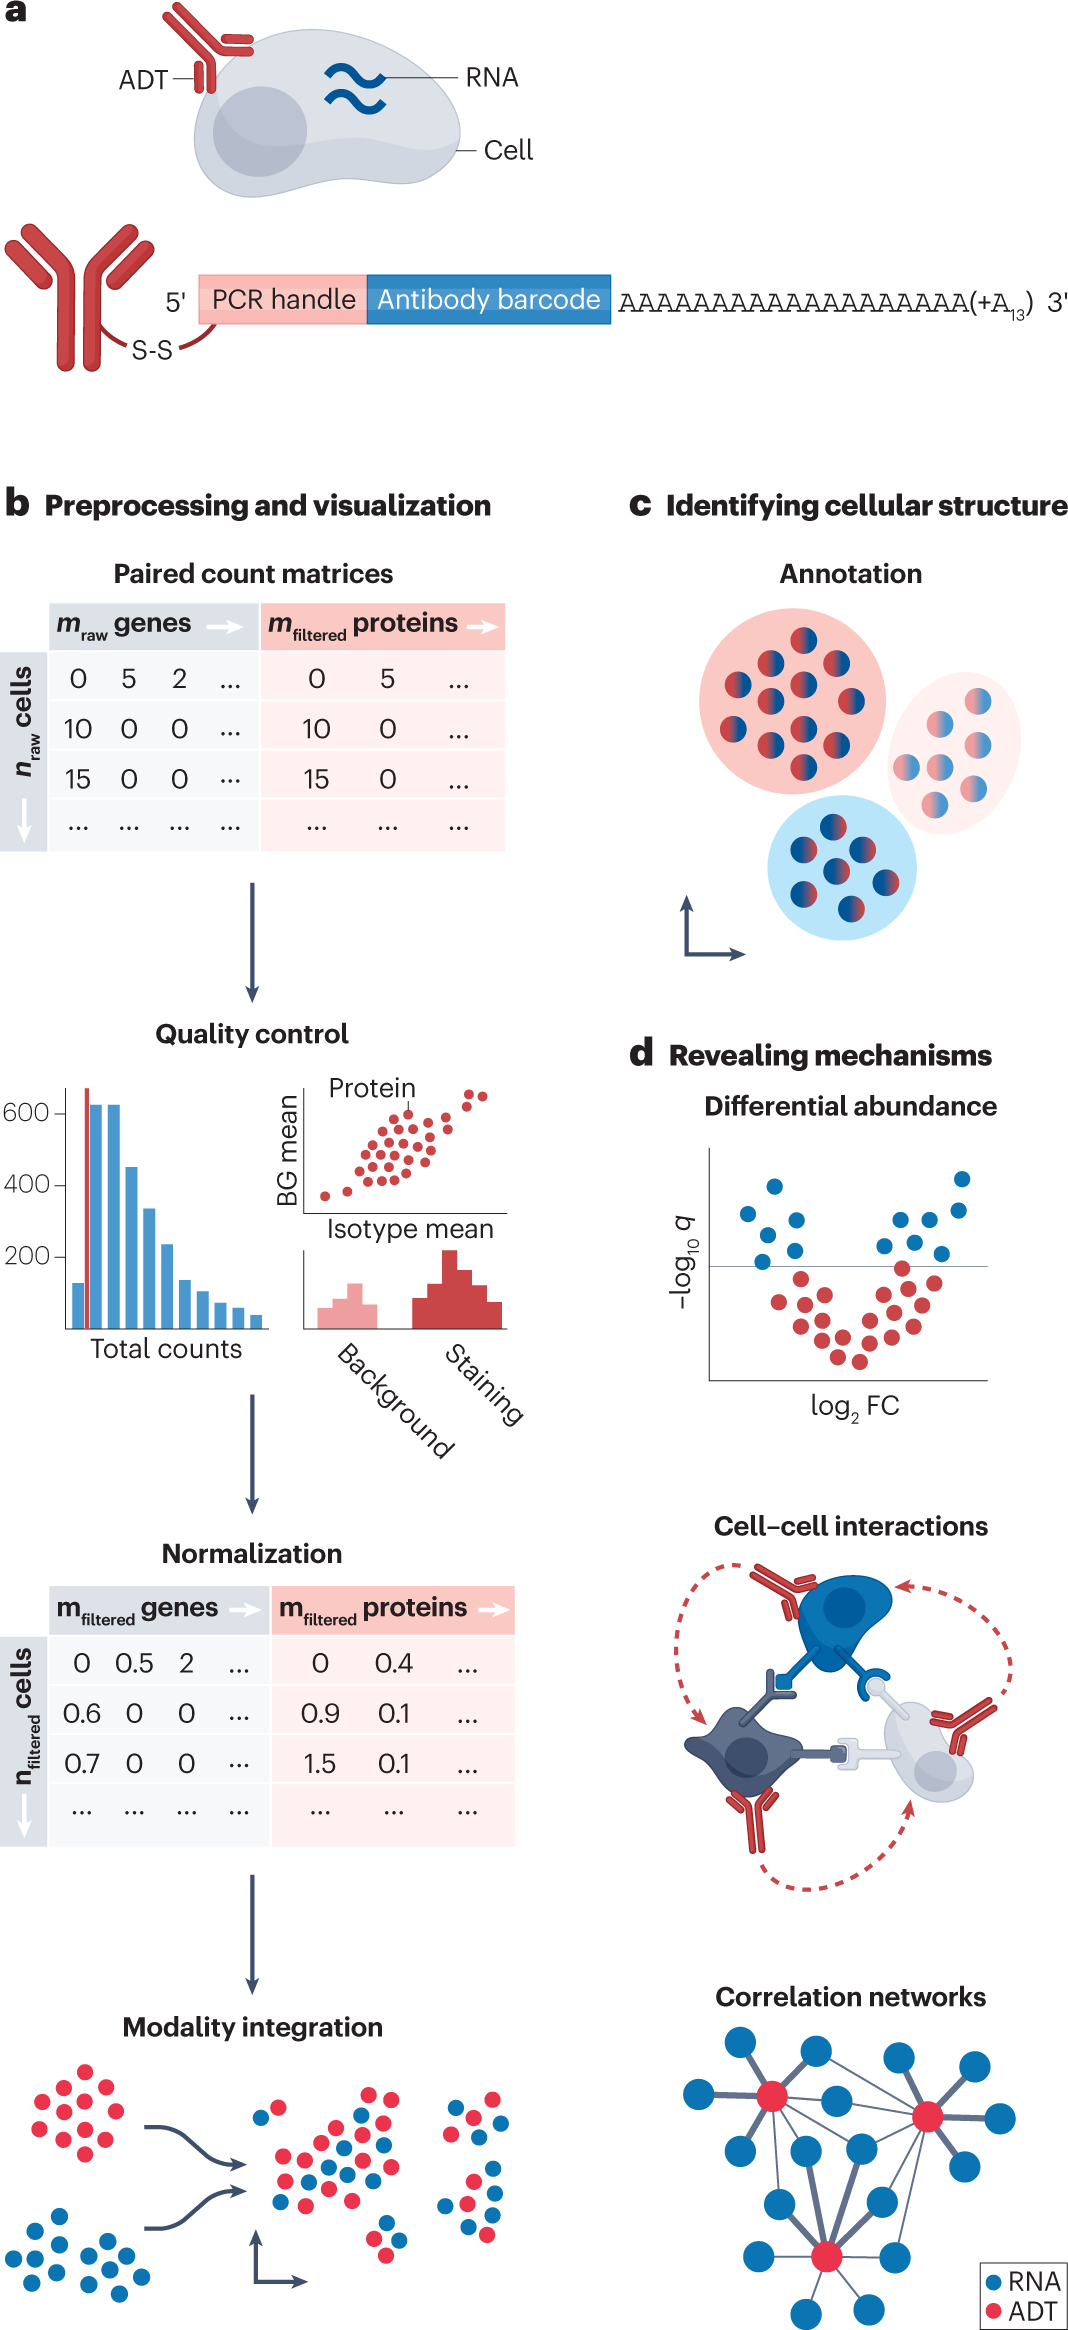 a
ADT
RNA
Cell
5' PCR handle Antibody barcode AAAAAAAAAAAAAAAAAAA(+A13) 3'
S-S
b Preprocessing and visualization
Paired count matrices
mraw genes mfiltered proteins
nraw cells
0 5 2 ... 0 5 ...
10 0 0 ... 10 0 ...
15 0 0 ... 15 0 ...
... ... ... ... ... ... ...
Quality control
600
400
200
Total counts
Protein
BG mean
Isotype mean
Background
Staining
Normalization
mfiltered genes mfiltered proteins
nfiltered cells
0 0.5 2 ... 0 0.4 ...
0.6 0 0 ... 0.9 0.1 ...
0.7 0 0 ... 1.5 0.1 ...
... ... ... ... ... ... ...
Modality integration
c Identifying cellular structure
Annotation
d Revealing mechanisms
Differential abundance
–log10 q
log2 FC
Cell–cell interactions
Correlation networks
RNA
ADT